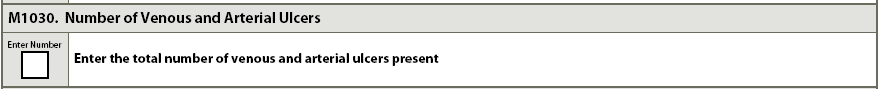 M1030. Number of Venous and Arterial Ulcers
Enter Number
Enter the total number of venous and arterial ulcers present